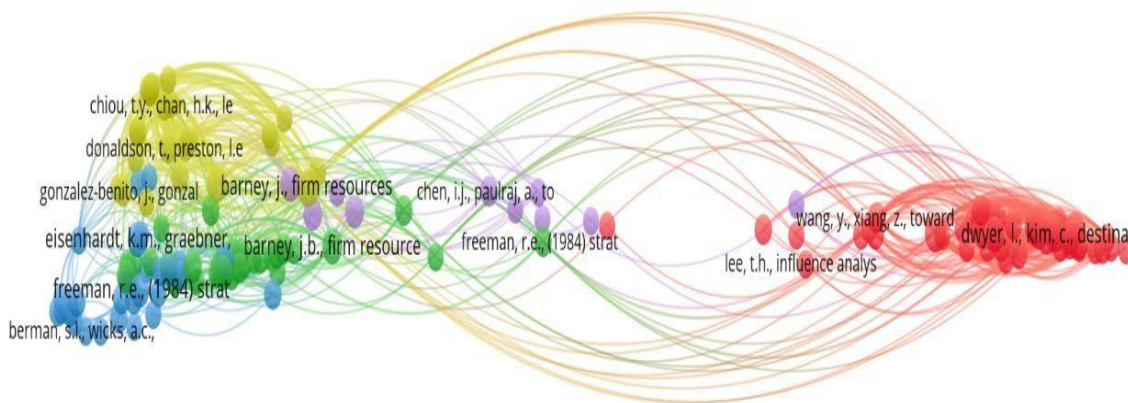 chiou, t.y., chan, h.k., le
donaldson, t., preston, l.e
gonzalez-benito, j., gonzal
barney, j., firm resources
chen, i.j., paulraj, a., to
eisenhardt, k.m., graebner,
barney, j.b., firm resource
freeman, r.e., (1984) strat
wang, y., xiang, z., toward
dwyer, l., kim, c., destina
lee, t.h., influence analys
freeman, r.e., (1984) strat
berman, s.l., wicks, a.c.,